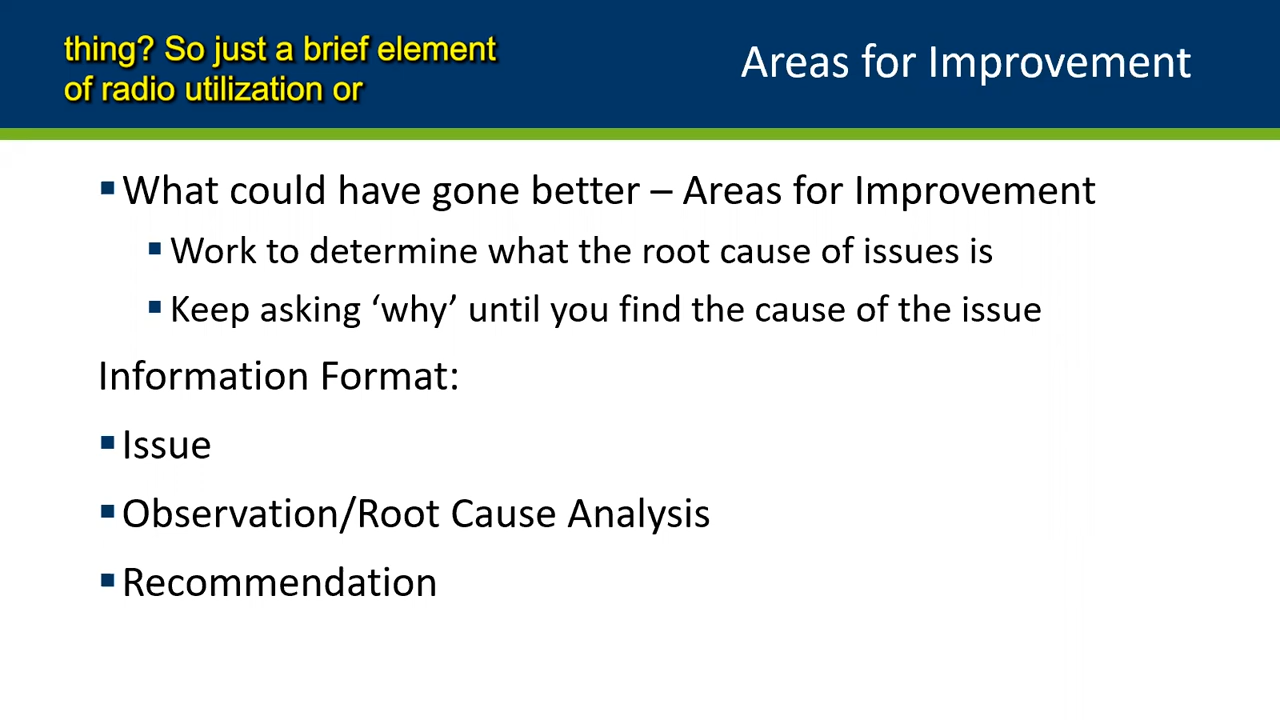 thing? So just a brief element
of radio utilization or
Areas for Improvement
What could have gone better – Areas for Improvement
Work to determine what the root cause of issues is
Keep asking ‘why’ until you find the cause of the issue
Information Format:
Issue
Observation/Root Cause Analysis
Recommendation